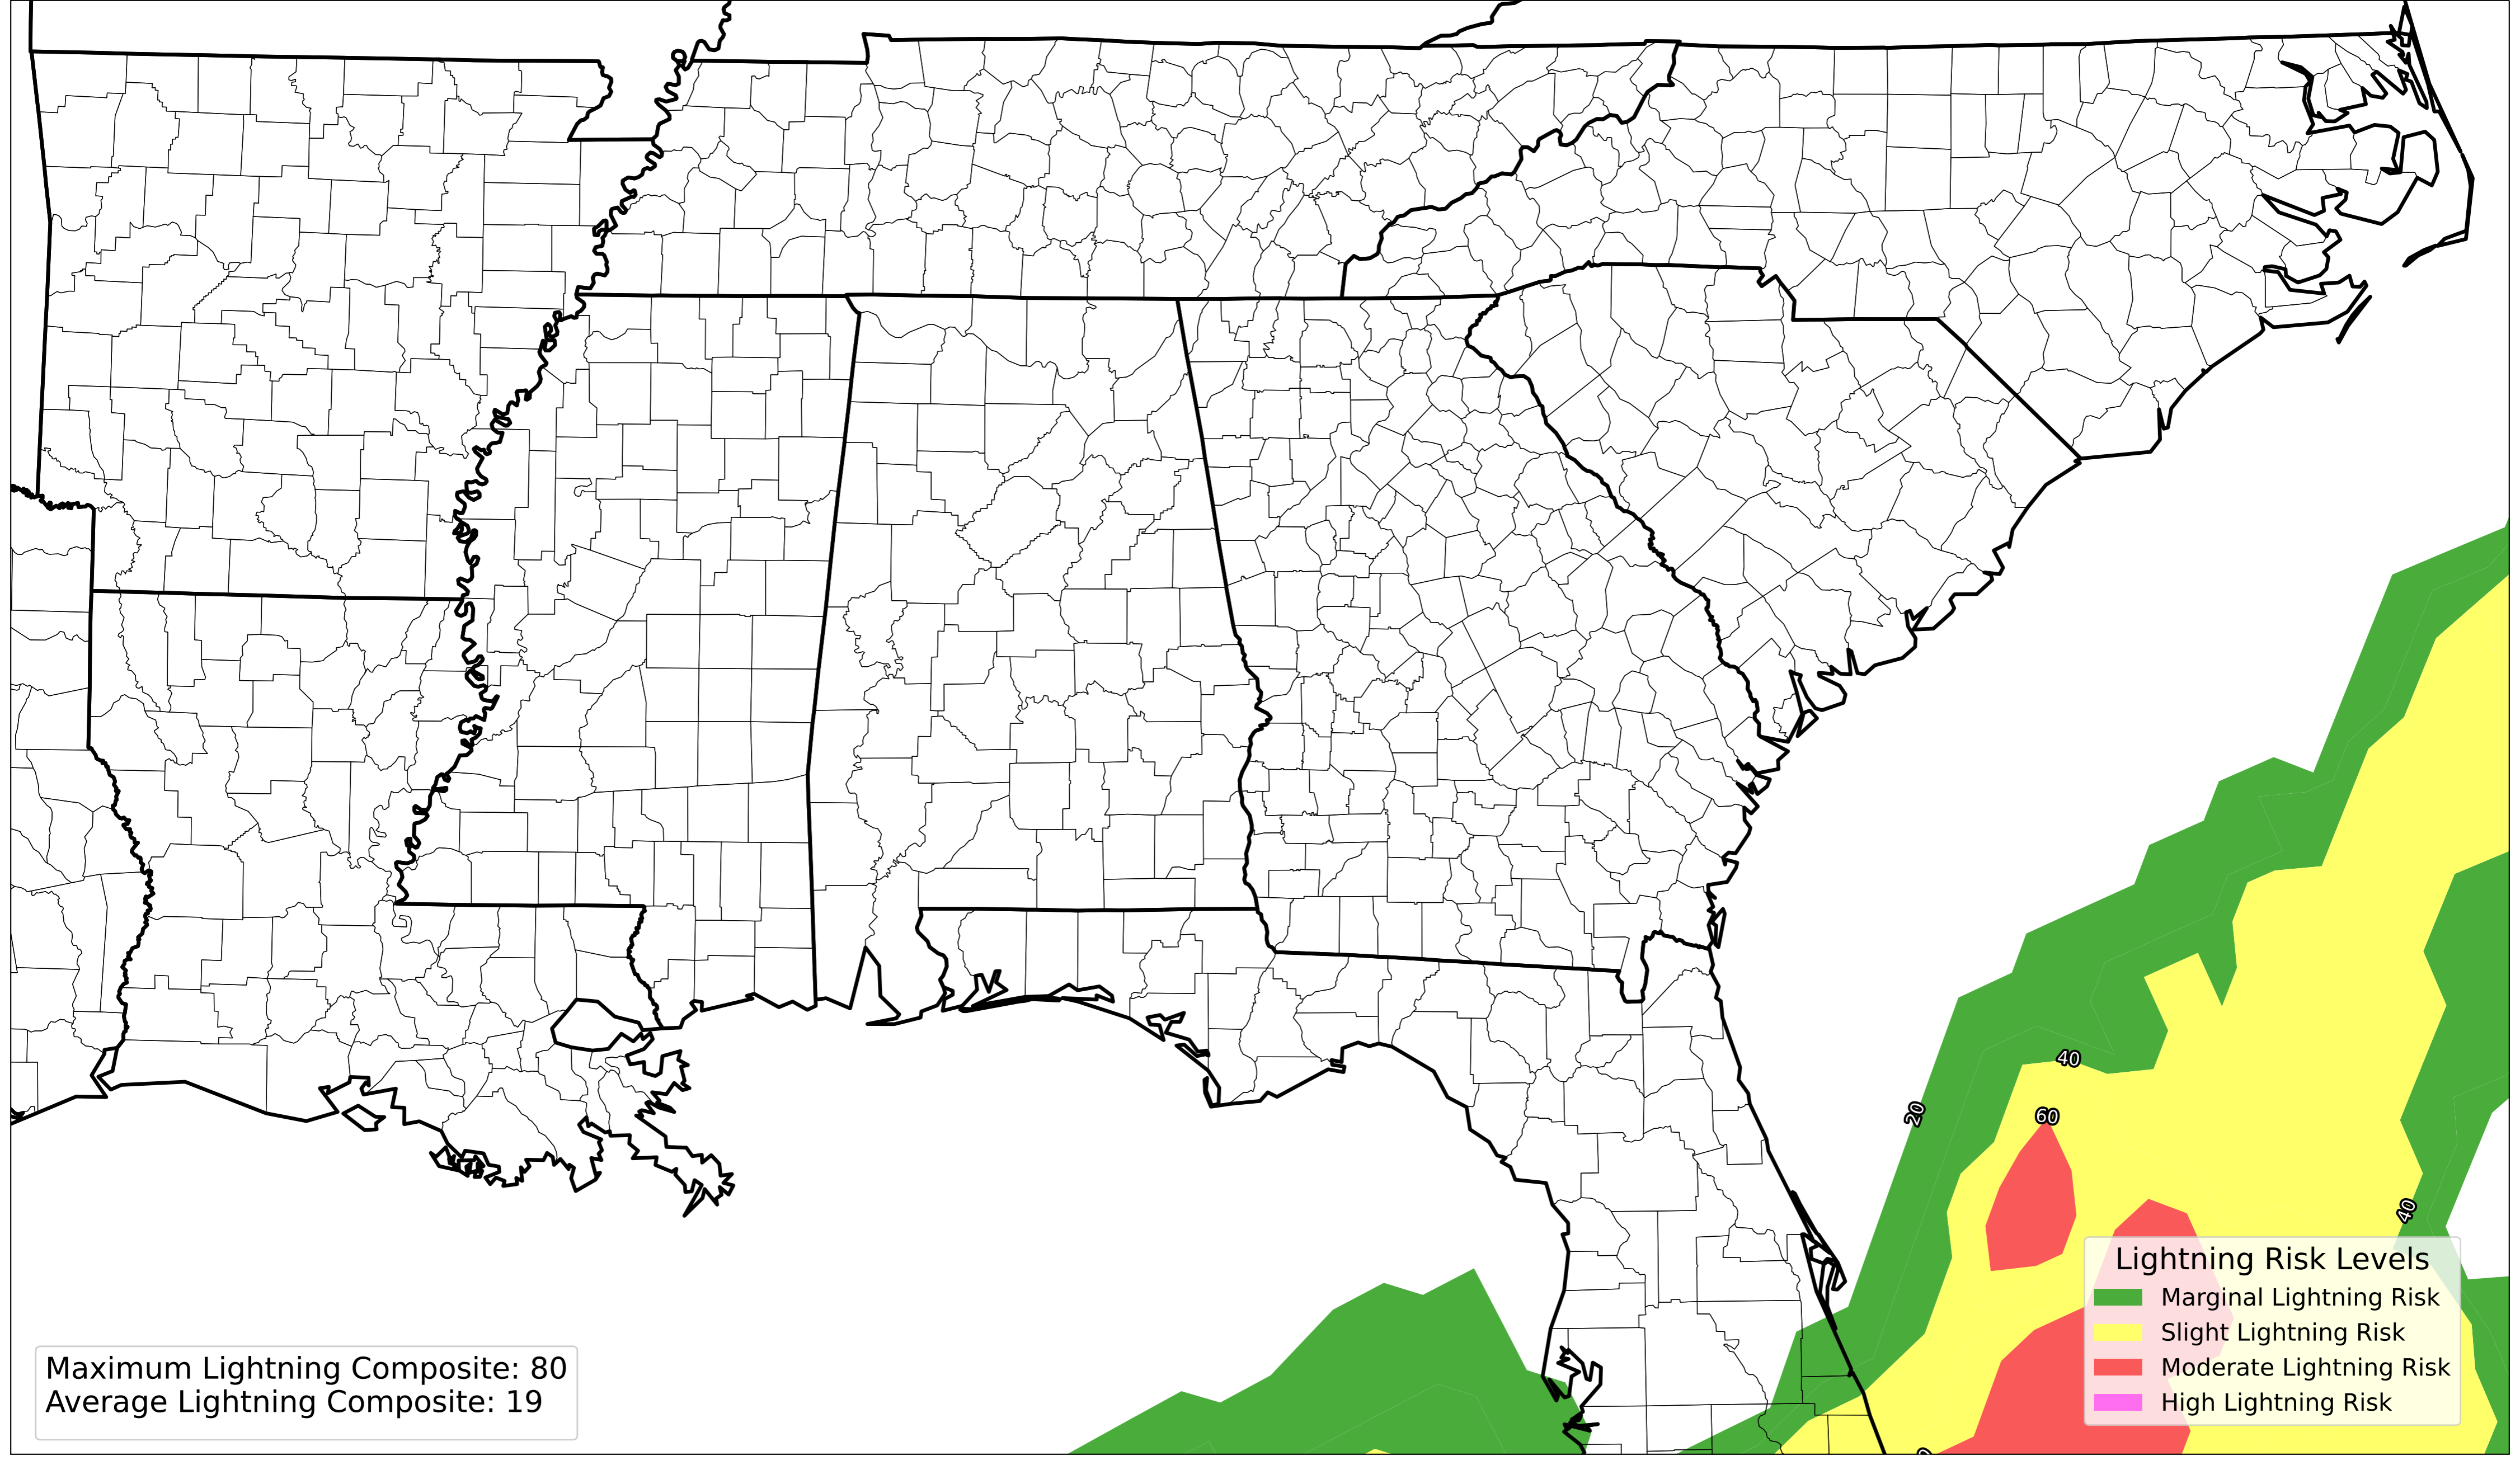 40
20
60
40
Lightning Risk Levels
Marginal Lightning Risk
Slight Lightning Risk
Moderate Lightning Risk
High Lightning Risk
Maximum Lightning Composite: 80
Average Lightning Composite: 19